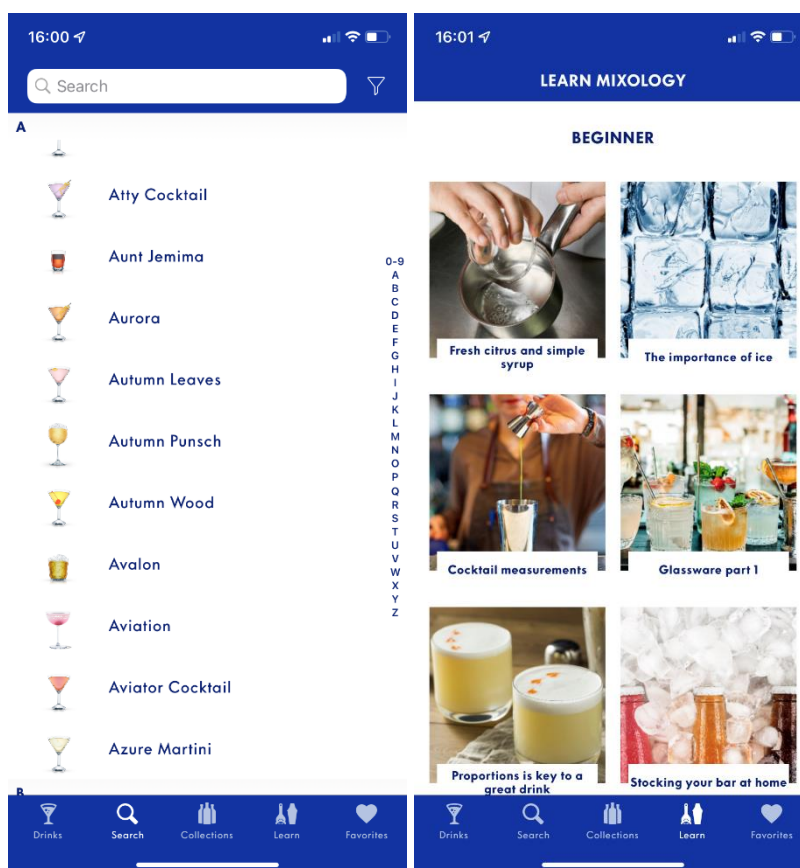 16:00
Search
A
Atty Cocktail
Aunt Jemima
Aurora
Autumn Leaves
Autumn Punsch
Autumn Wood
Avalon
Aviation
Aviator Cocktail
Azure Martini
B
0-9
A
B
C
D
E
F
G
H
I
J
K
L
M
N
O
P
Q
R
S
T
U
V
W
X
Y
Z
Drinks
Search
Collections
Learn
Favorites
16:01
LEARN MIXOLOGY
BEGINNER
Fresh citrus and simple
syrup
The importance of ice
Cocktail measurements
Glassware part 1
Proportions is key to a
great drink
Stocking your bar at home
Drinks
Search
Collections
Learn
Favorites